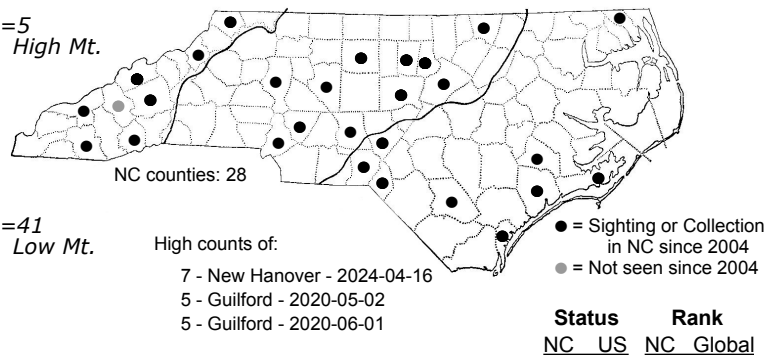 =5
High Mt.
NC counties: 28
=41
Low Mt.
High counts of:
7 - New Hanover - 2024-04-16
5 - Guilford - 2020-05-02
5 - Guilford - 2020-06-01
= Sighting or Collection
in NC since 2004
= Not seen since 2004
Status Rank
NC US NC Global